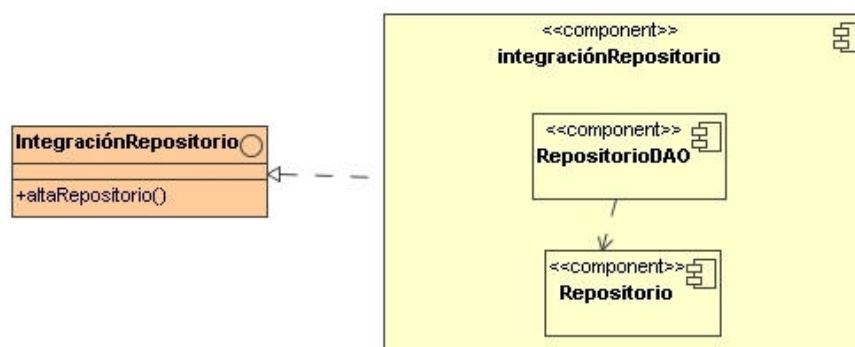 <<component>>
integraciónRepositorio
IntegraciónRepositorio
+altaRepositorio()
<<component>>
RepositorioDAO
<<component>>
Repositorio